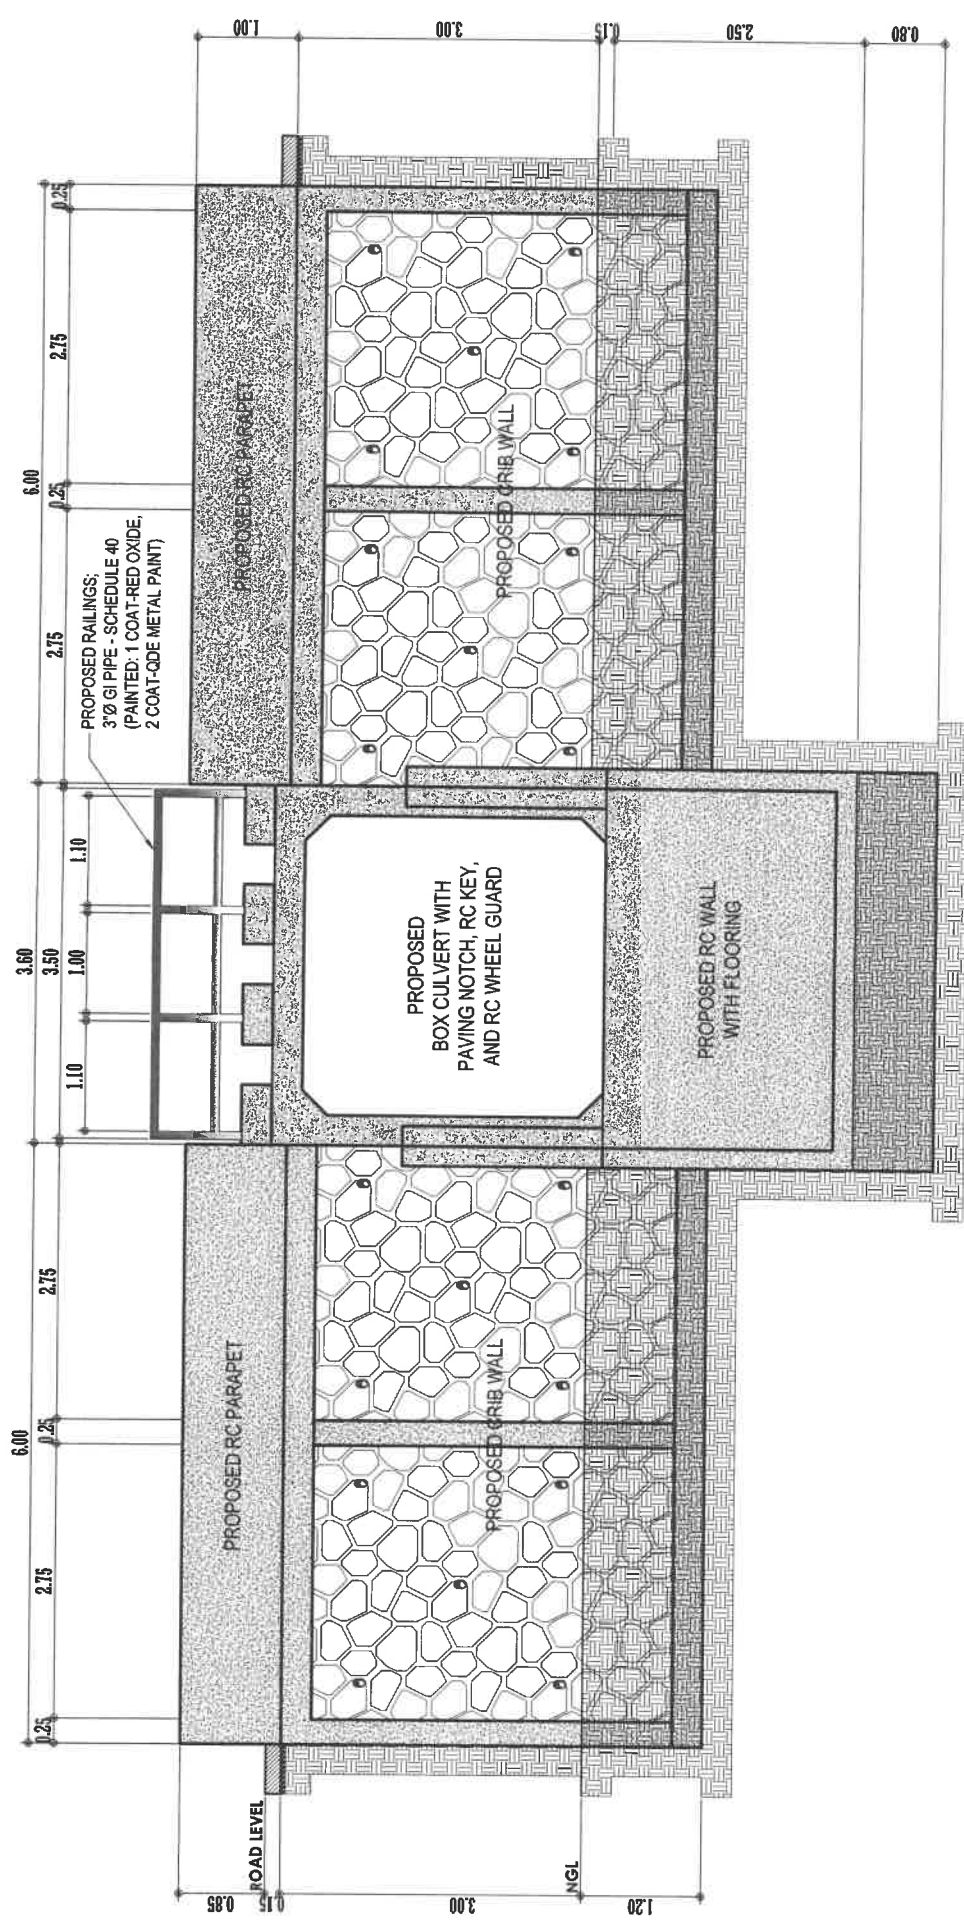 6.00
3.60
6.00
0.25
2.75
0.25
2.75
3.50
2.75
0.25
2.75
0.25
1.10
1.00
1.10
PROPOSED RAILINGS;
3"Ø GI PIPE - SCHEDULE 40
(PAINTED: 1 COAT-RED OXIDE,
2 COAT-QDE METAL PAINT)
PROPOSED RC PARAPET
PROPOSED RC PARAPET
0.85
ROAD LEVEL
0.15
3.00
NGL
1.20
1.00
3.00
0.15
2.50
0.80
PROPOSED
BOX CULVERT WITH
PAVING NOTCH, RC KEY,
AND RC WHEEL GUARD
PROPOSED CRIB WALL
PROPOSED CRIB WALL
PROPOSED RC WALL
WITH FLOORING